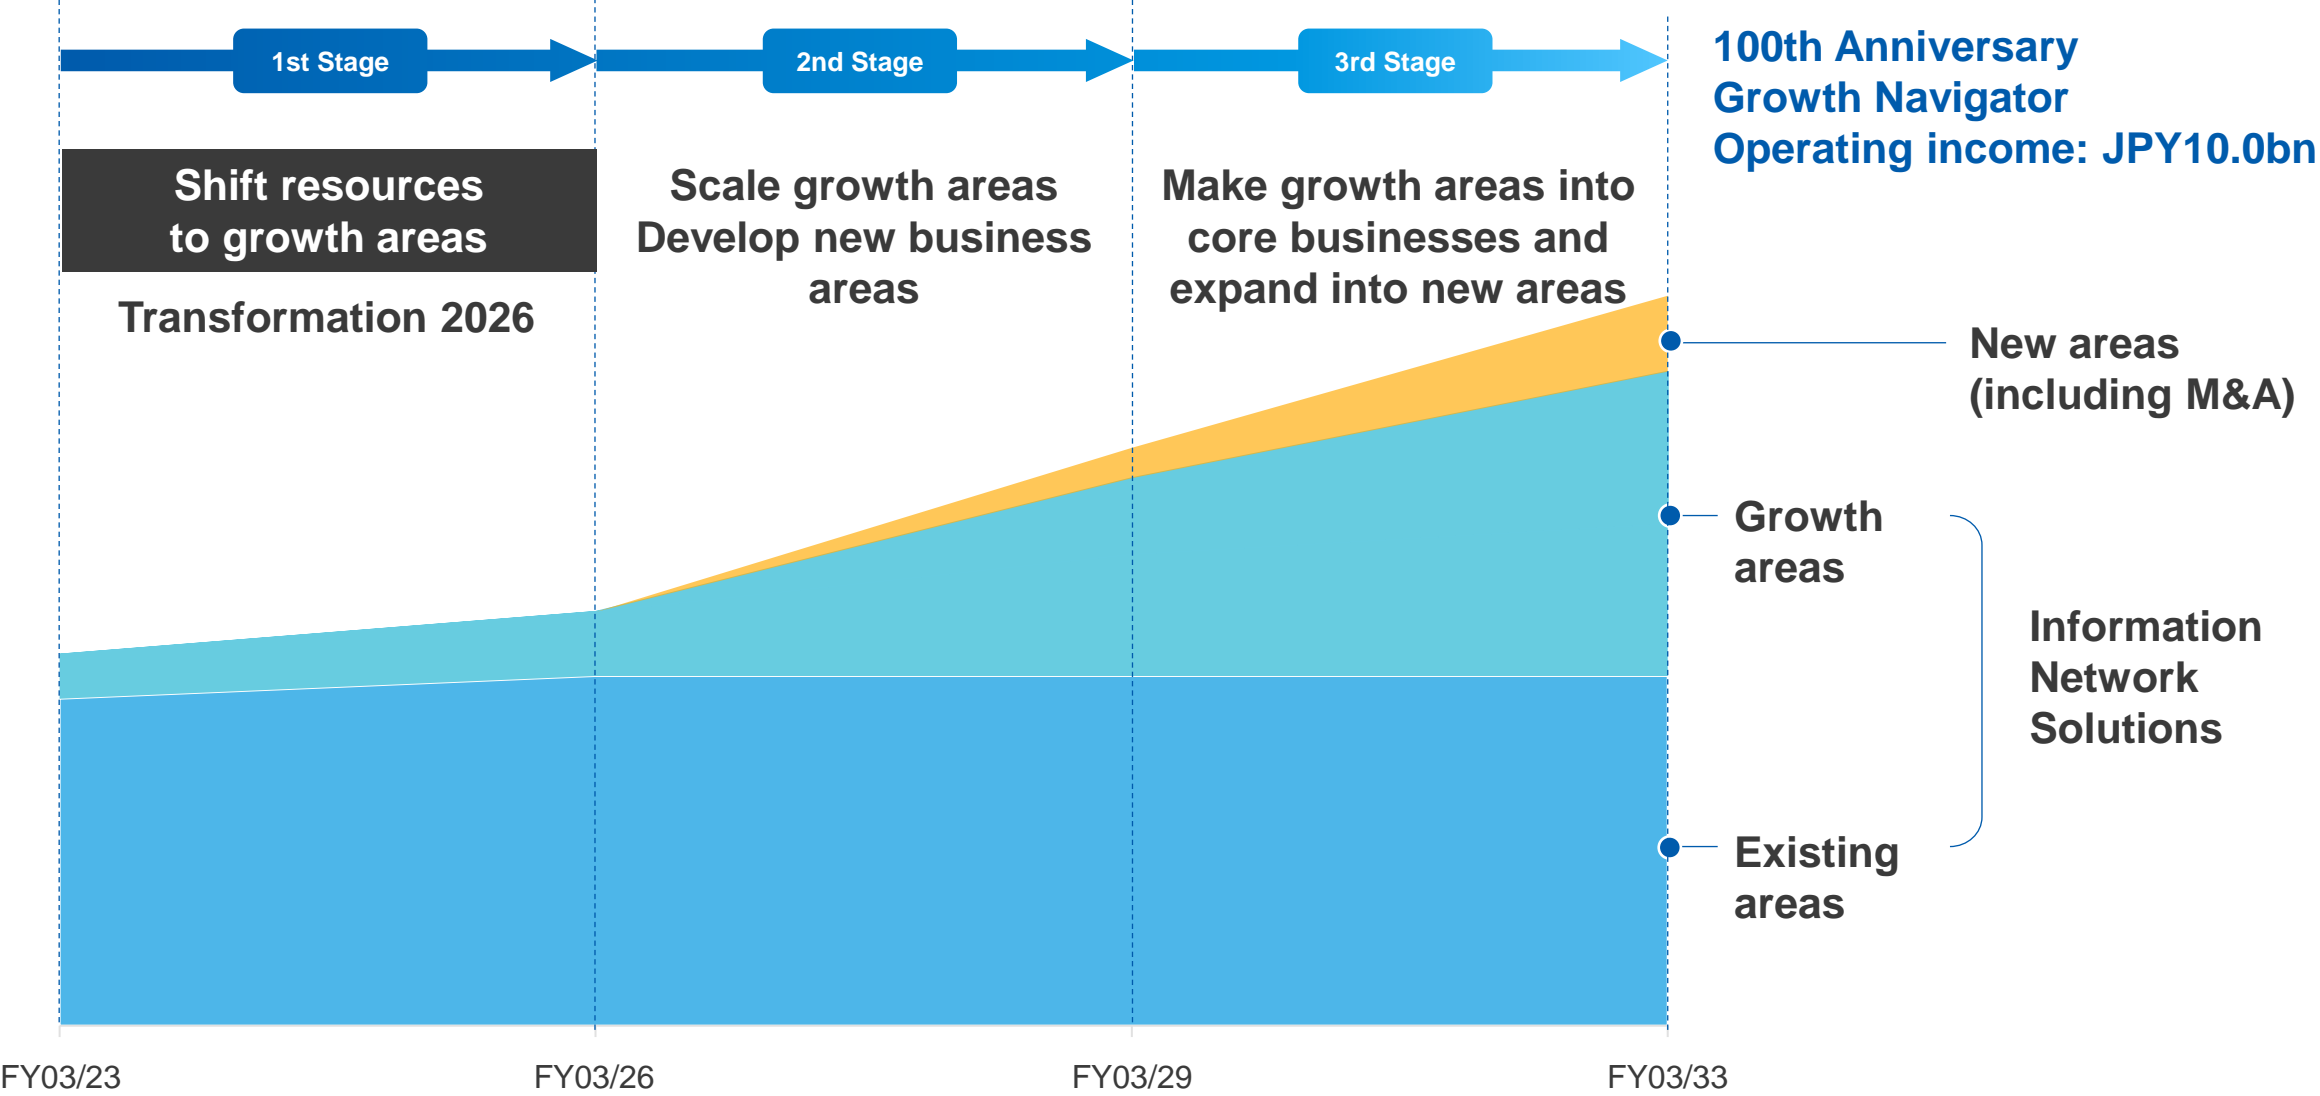 1st Stage
2nd Stage
3rd Stage
100th Anniversary
Growth Navigator
Operating income: JPY10.0bn
Shift resources
to growth areas
Transformation 2026
Scale growth areas
Develop new business
areas
Make growth areas into
core businesses and
expand into new areas
New areas
(including M&A)
Growth
areas
Information
Network
Solutions
Existing
areas
FY03/23
FY03/26
FY03/29
FY03/33